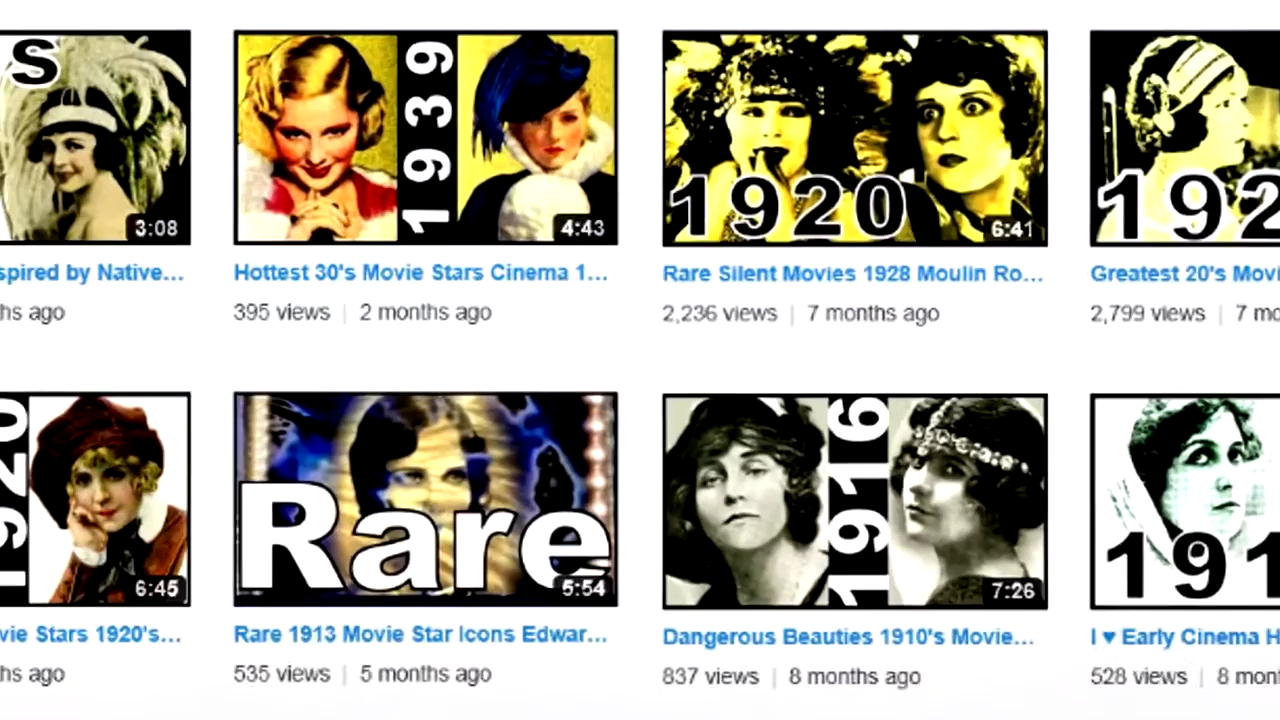 s
3:08
1939
4:43
1920
6:41
192
spired by Native...
Hottest 30's Movie Stars Cinema 1...
Rare Silent Movies 1928 Moulin Ro...
Greatest 20's Movi
hs ago
395 views | 2 months ago
2,236 views | 7 months ago
2,799 views | 7 mo
1920
6:45
Rare
5:54
1916
7:26
191
vie Stars 1920's...
Rare 1913 Movie Star Icons Edwar...
Dangerous Beauties 1910's Movie...
I ♥ Early Cinema H
hs ago
535 views | 5 months ago
837 views | 8 months ago
528 views | 8 mon